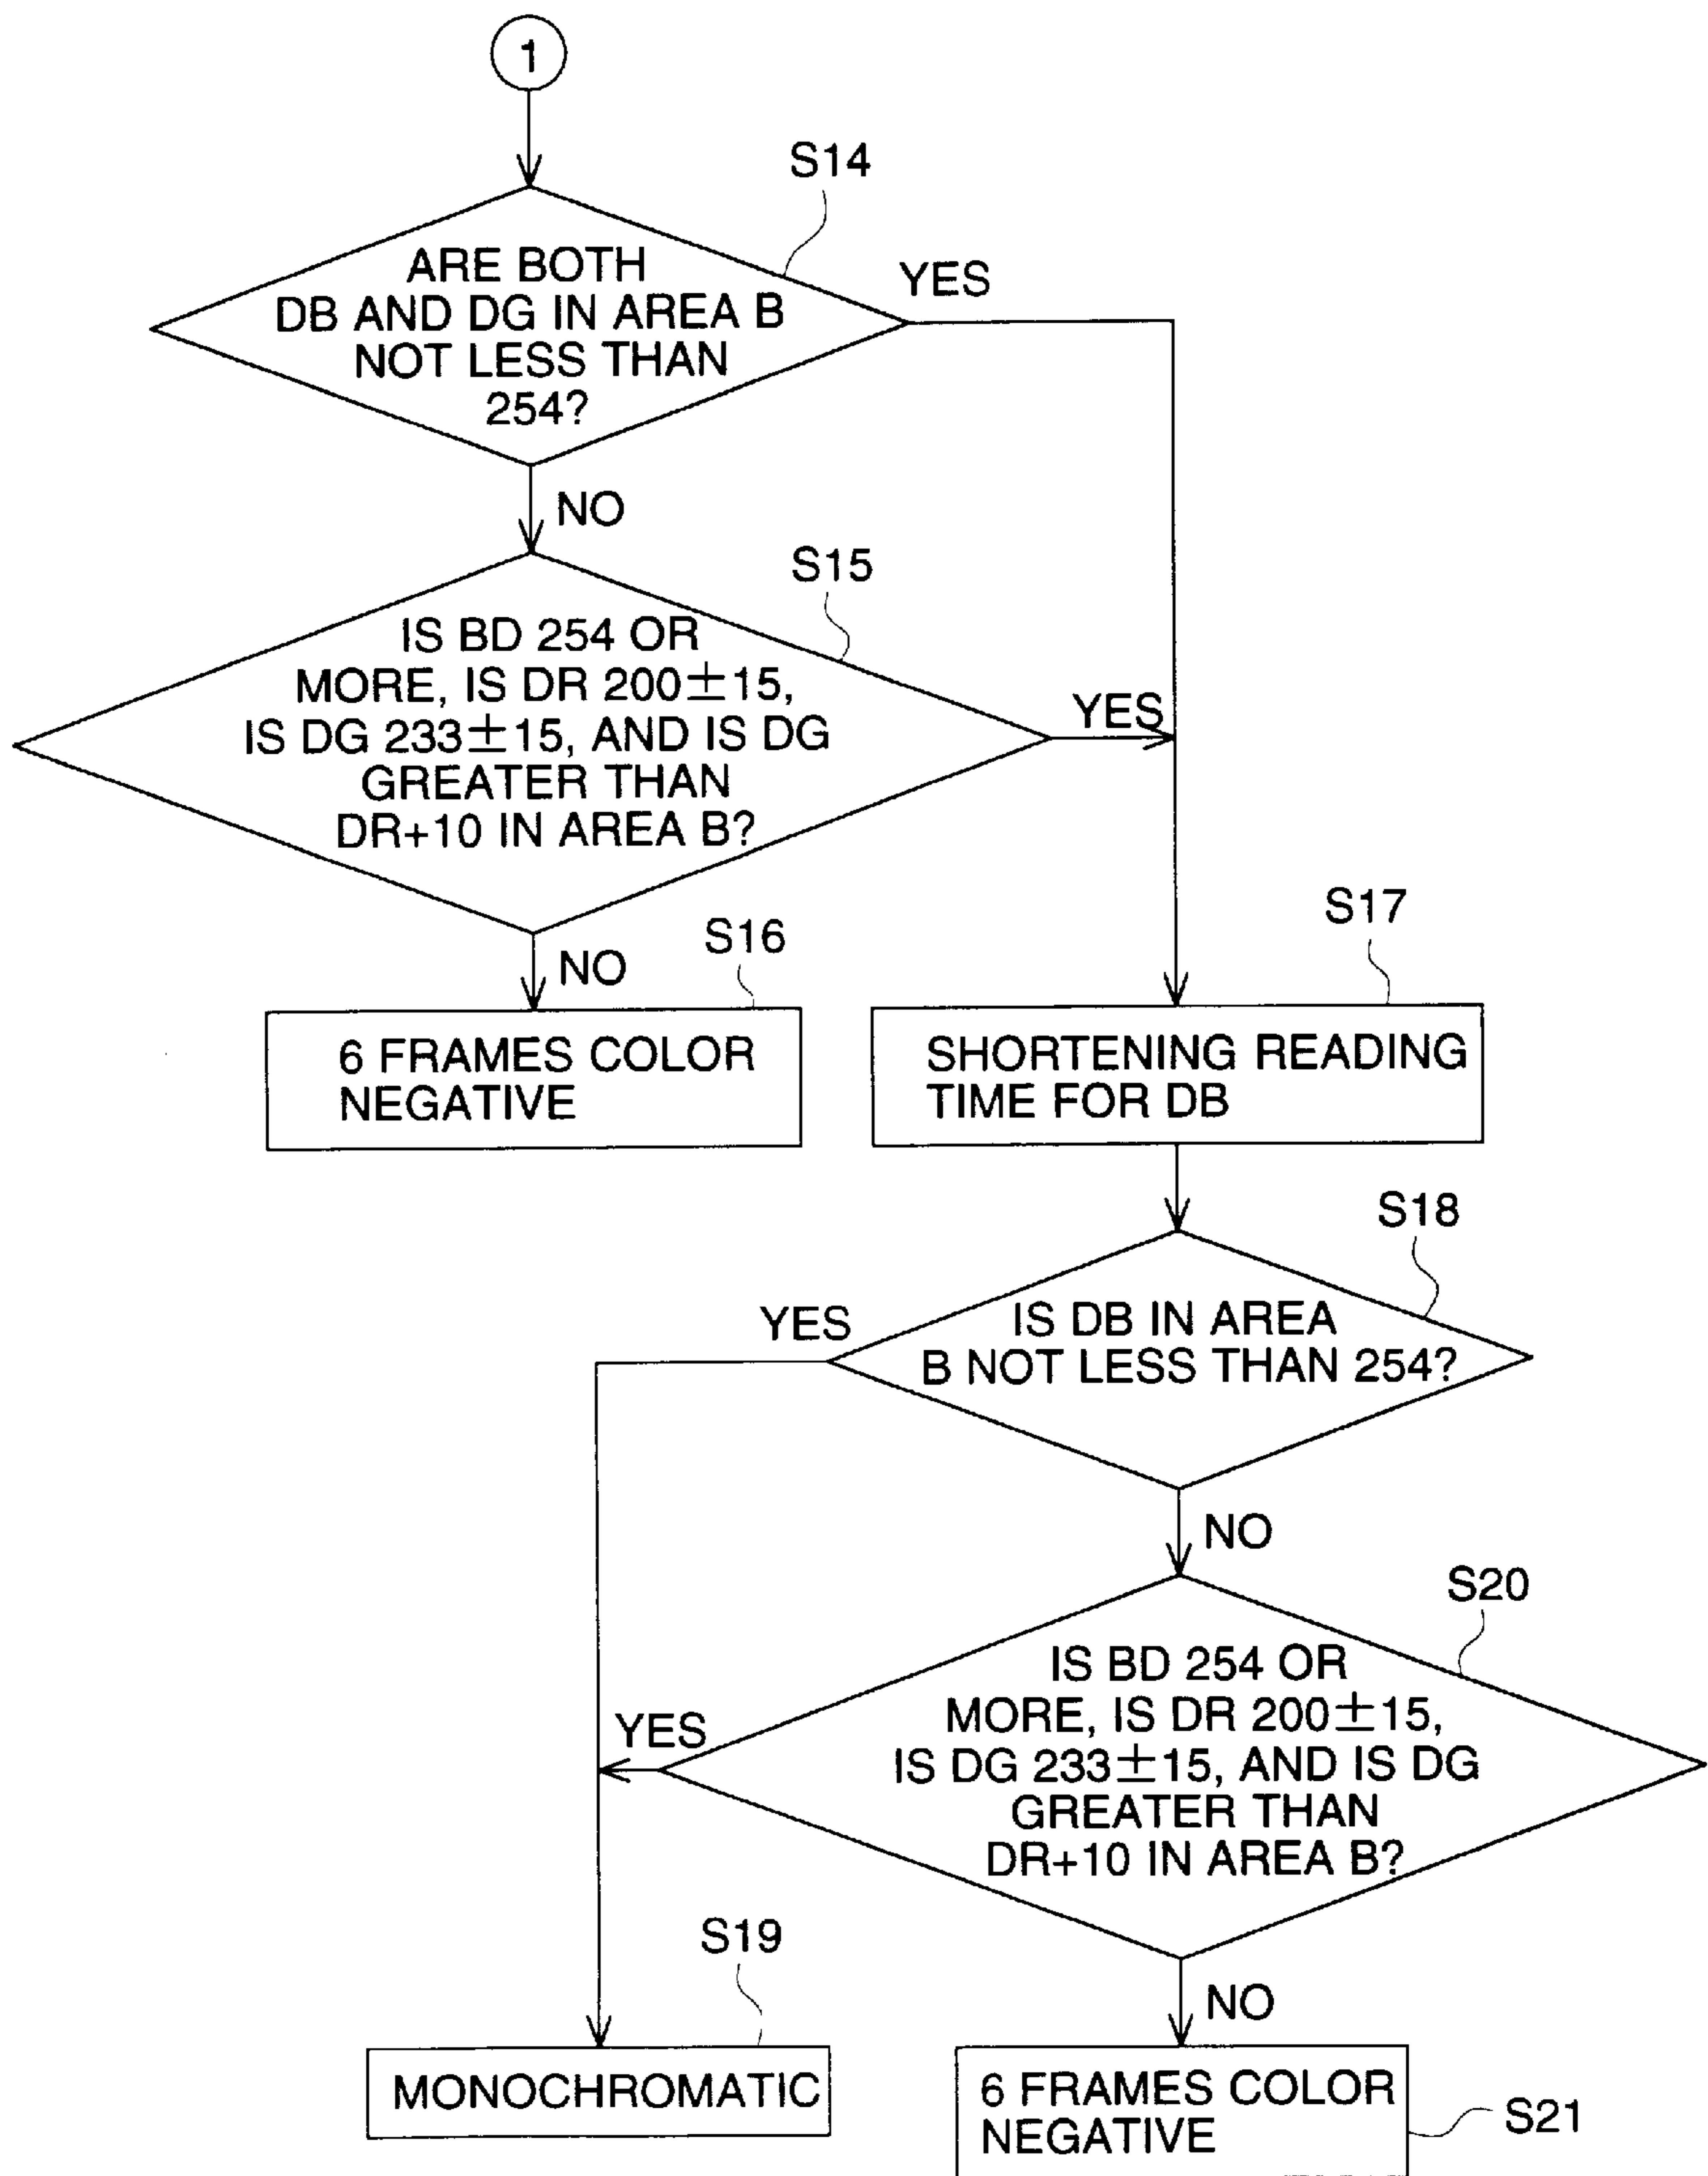 1
S14
ARE BOTH
DB AND DG IN AREA B
NOT LESS THAN
254?
YES
NO
S15
IS BD 254 OR
MORE, IS DR 200±15,
IS DG 233±15, AND IS DG
GREATER THAN
DR+10 IN AREA B?
YES
NO
S16
6 FRAMES COLOR
NEGATIVE
S17
SHORTENING READING
TIME FOR DB
S18
IS DB IN AREA
B NOT LESS THAN 254?
YES
NO
S20
IS BD 254 OR
MORE, IS DR 200±15,
IS DG 233±15, AND IS DG
GREATER THAN
DR+10 IN AREA B?
YES
NO
S19
MONOCHROMATIC
6 FRAMES COLOR
NEGATIVE
S21